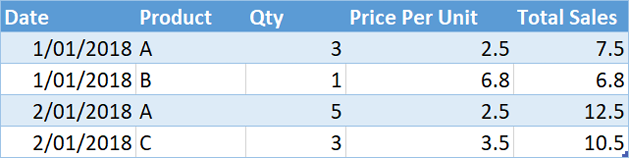 Date Product Qty Price Per Unit Total Sales
1/01/2018 A 3 2.5 7.5
1/01/2018 B 1 6.8 6.8
2/01/2018 A 5 2.5 12.5
2/01/2018 C 3 3.5 10.5